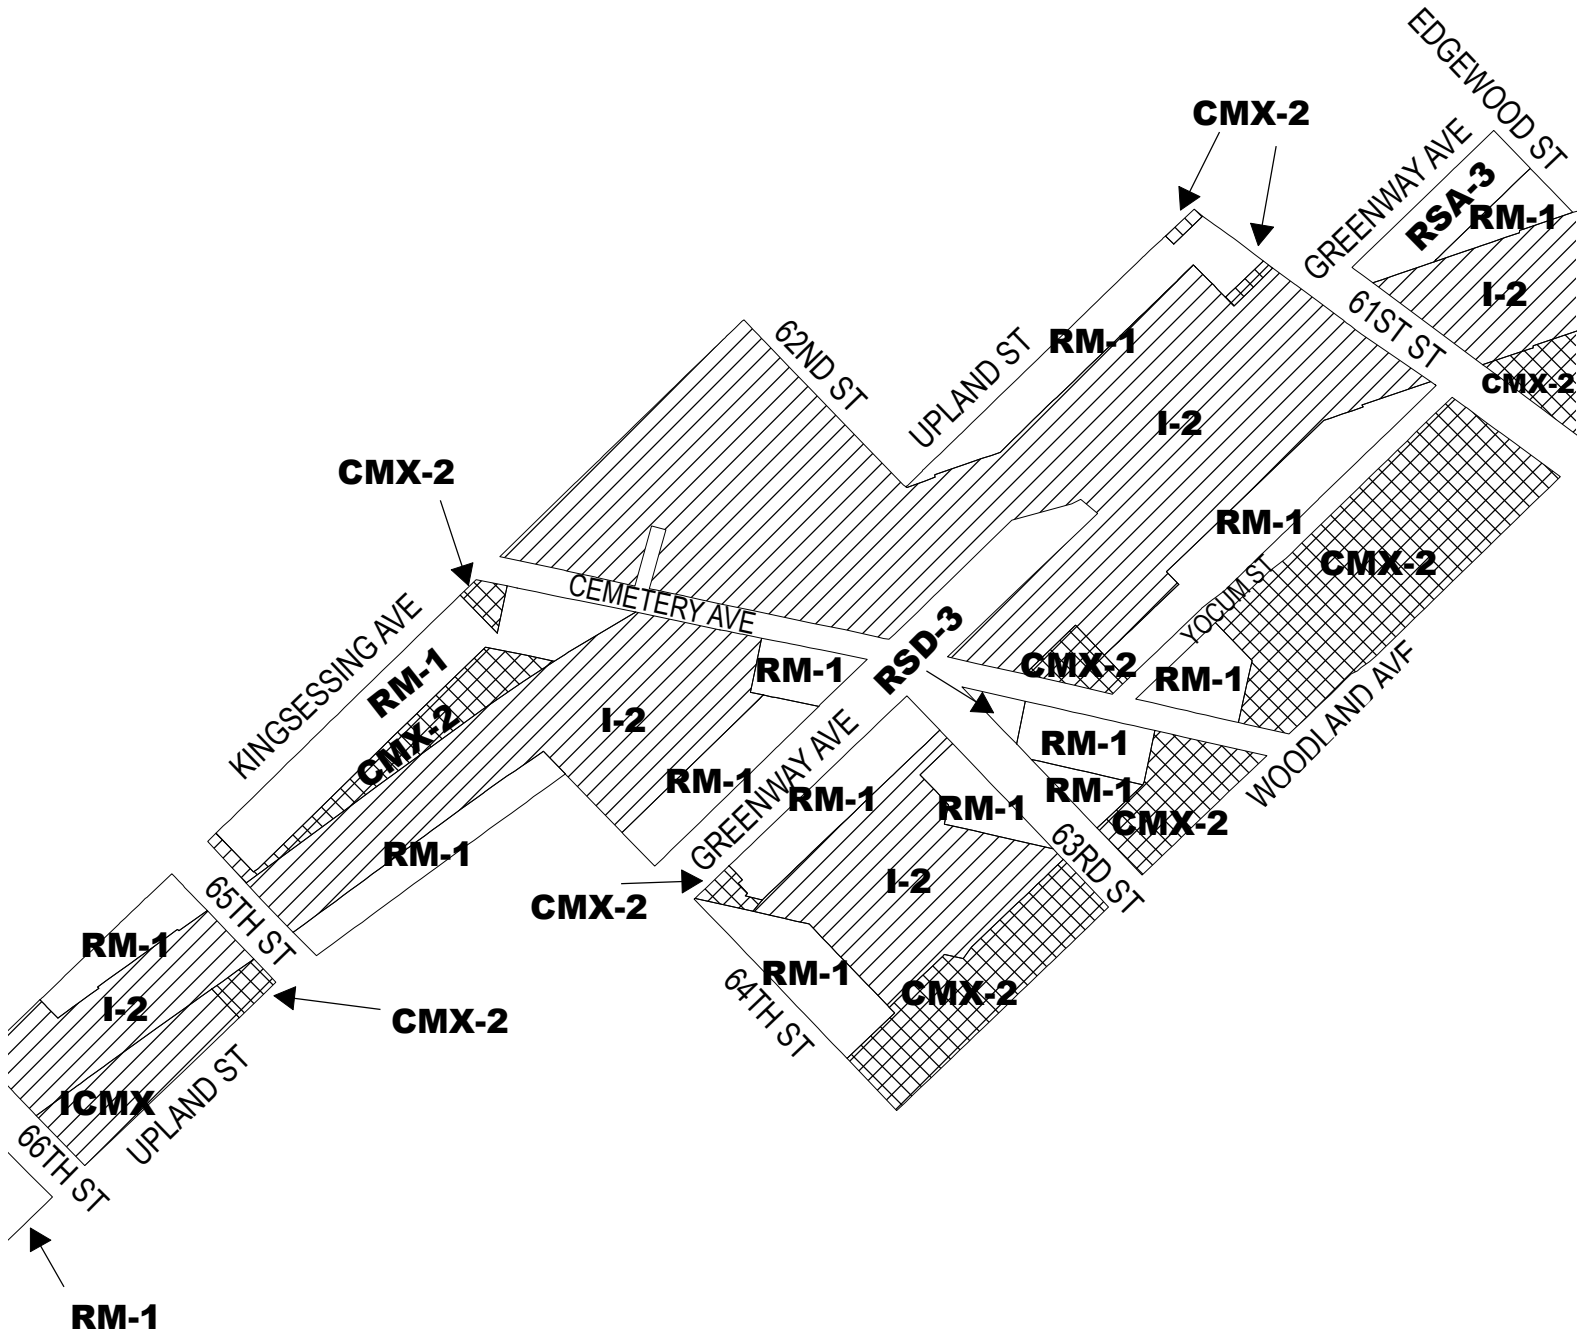 EDGEWOOD ST
CMX-2
GREENWAY AVE
RSA-3
RM-1
I-2
61ST ST
CMX-2
62ND ST
UPLAND ST
RM-1
I-2
CMX-2
RM-1
CMX-2
YOCUM ST
CEMETERY AVE
KINGSESSING AVE
RM-1
CMX-2
RSD-3
RM-1
CMX-2
RM-1
I-2
WOODLAND AVE
RM-1
GREENWAY AVE
RM-1
RM-1
RM-1
RM-1
CMX-2
63RD ST
RM-1
65TH ST
CMX-2
I-2
RM-1
RM-1
CMX-2
64TH ST
I-2
CMX-2
ICMX
UPLAND ST
66TH ST
RM-1